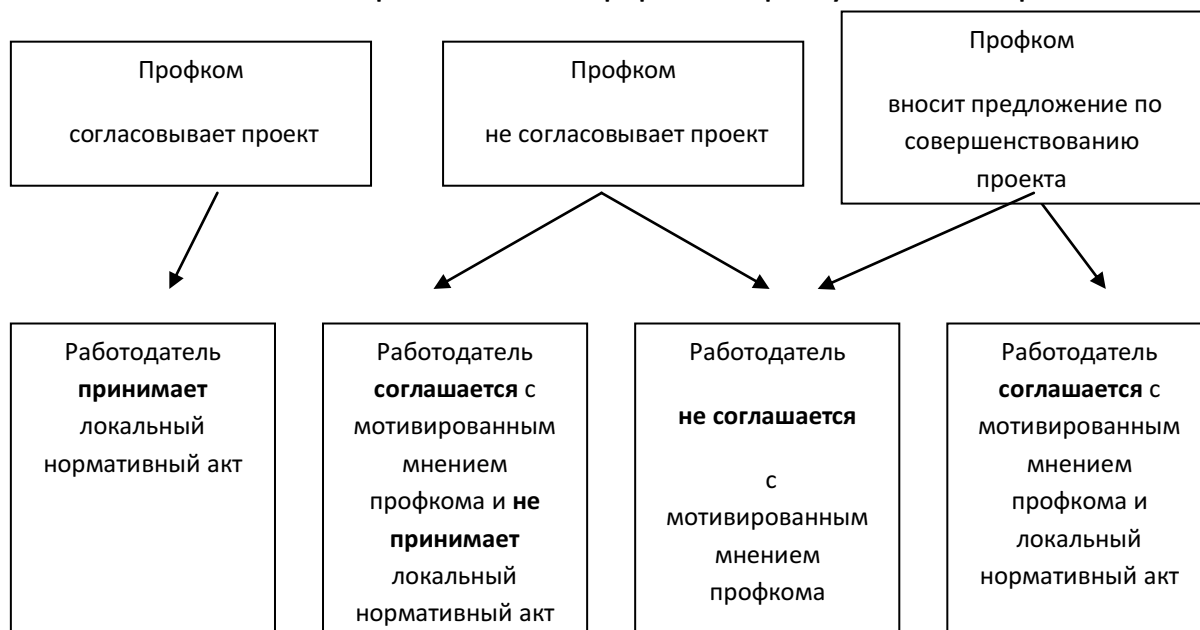 Профком
согласовывает проект
Профком
не согласовывает проект
Профком
вносит предложение по
совершенствованию
проекта
Работодатель
принимает
локальный
нормативный акт
Работодатель
соглашается с
мотивированным
мнением
профкома и не
принимает
локальный
нормативный акт
Работодатель
не соглашается
с
мотивированным
мнением
профкома
Работодатель
соглашается с
мотивированным
мнением
профкома и
локальный
нормативный акт